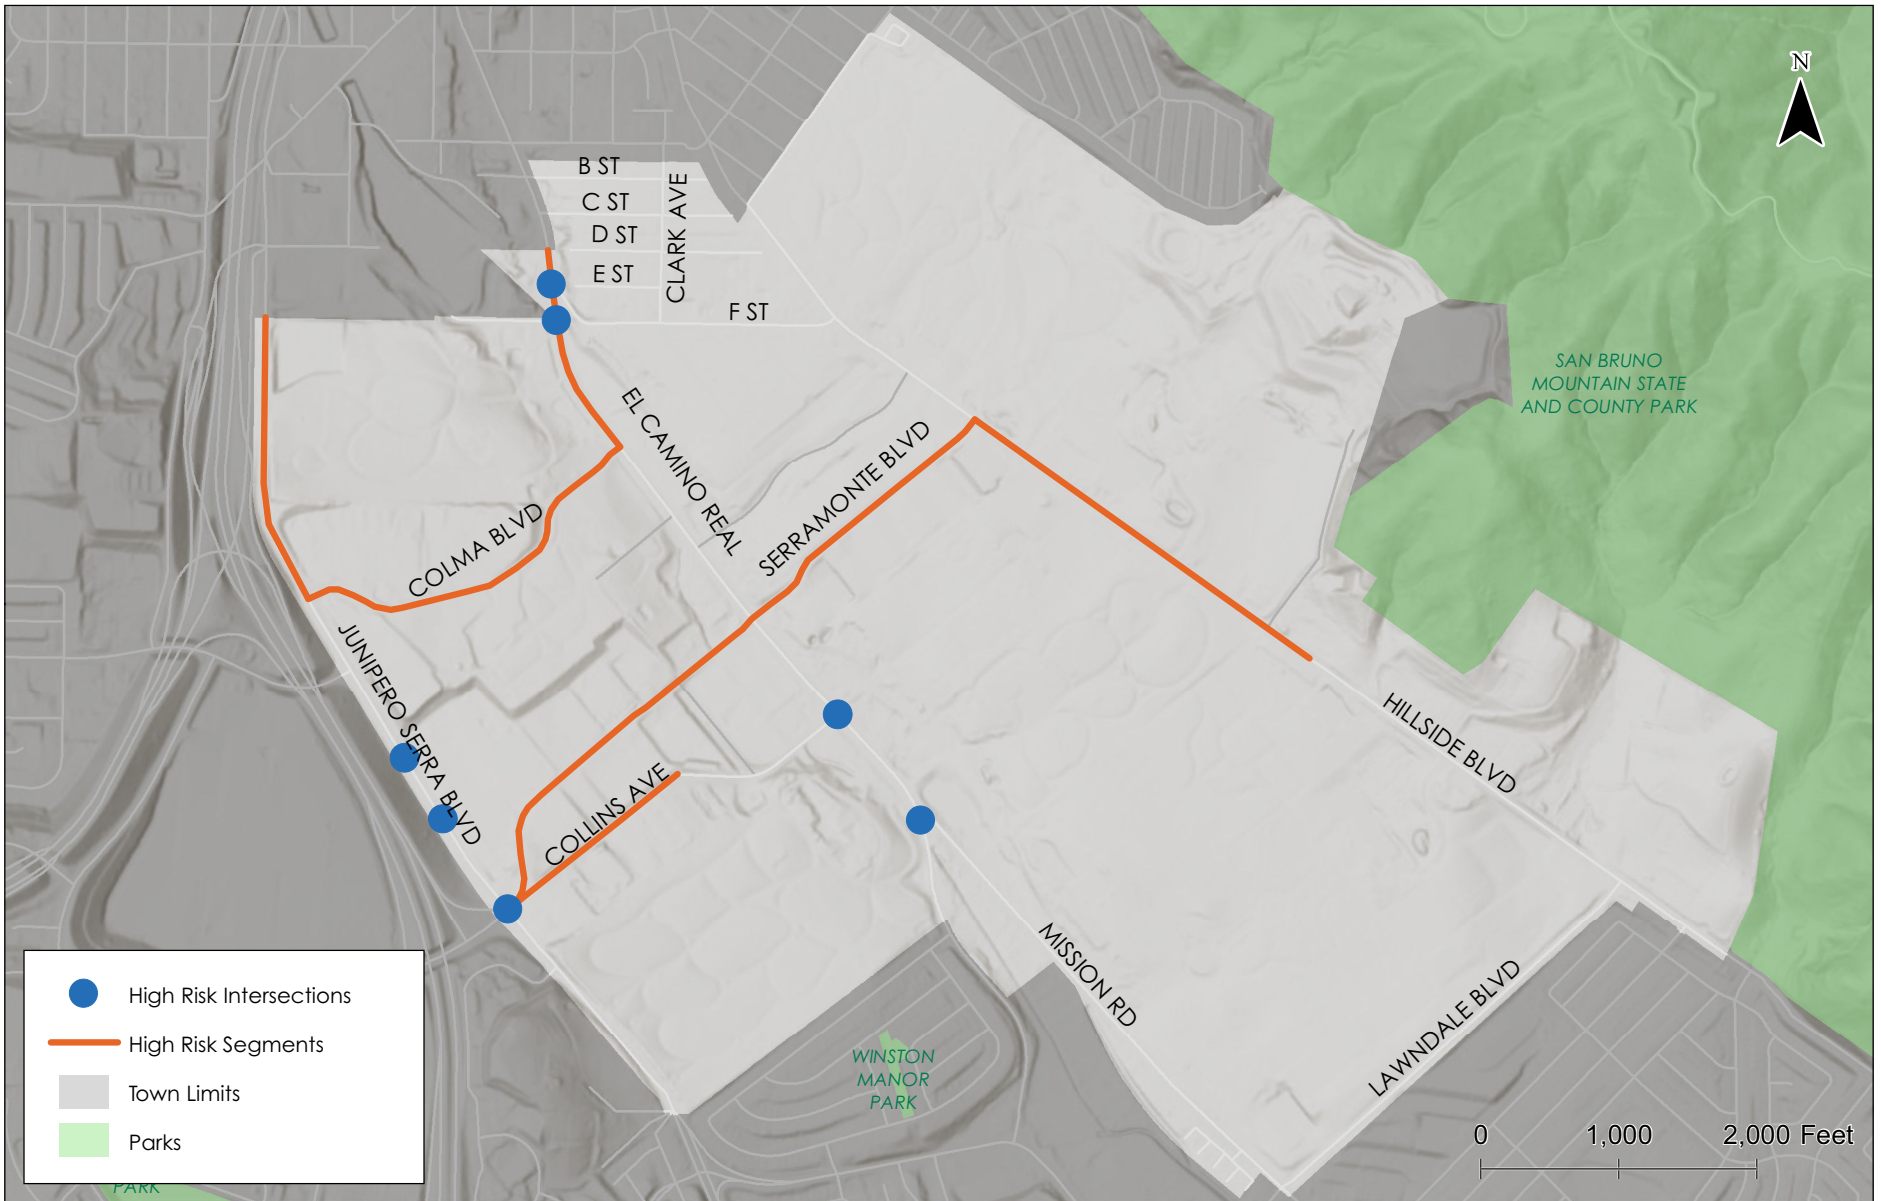 N
B ST
C ST
D ST
E ST
F ST
CLARK AVE
EL CAMINO REAL
SERRAMONTE BLVD
COLMA BLVD
JUNIPERO SERRA BLVD
COLLINS AVE
HILLSIDE BLVD
MISSION RD
LAWNDALE BLVD
SAN BRUNO
MOUNTAIN STATE
AND COUNTY PARK
WINSTON
MANOR
PARK
High Risk Intersections
High Risk Segments
Town Limits
Parks
PARK
0 1,000 2,000 Feet